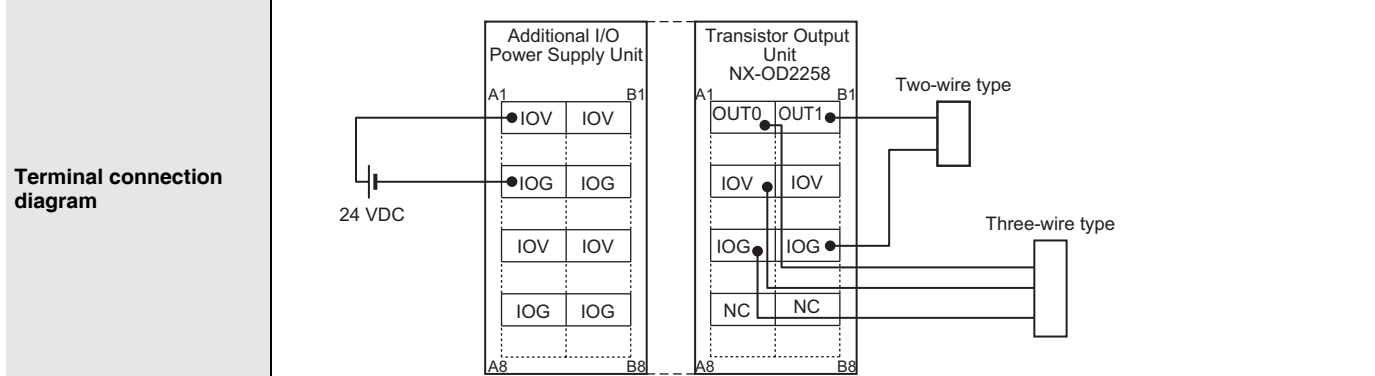 Terminal connection
diagram
Additional I/O
Power Supply Unit
A1
B1
IOV
IOV
IOG
IOG
IOV
IOV
IOG
IOG
A8
B8
24 VDC
Transistor Output
Unit
NX-OD2258
A1
B1
OUT0
OUT1
IOV
IOV
IOG
IOG
NC
NC
A8
B8
Two-wire type
Three-wire type